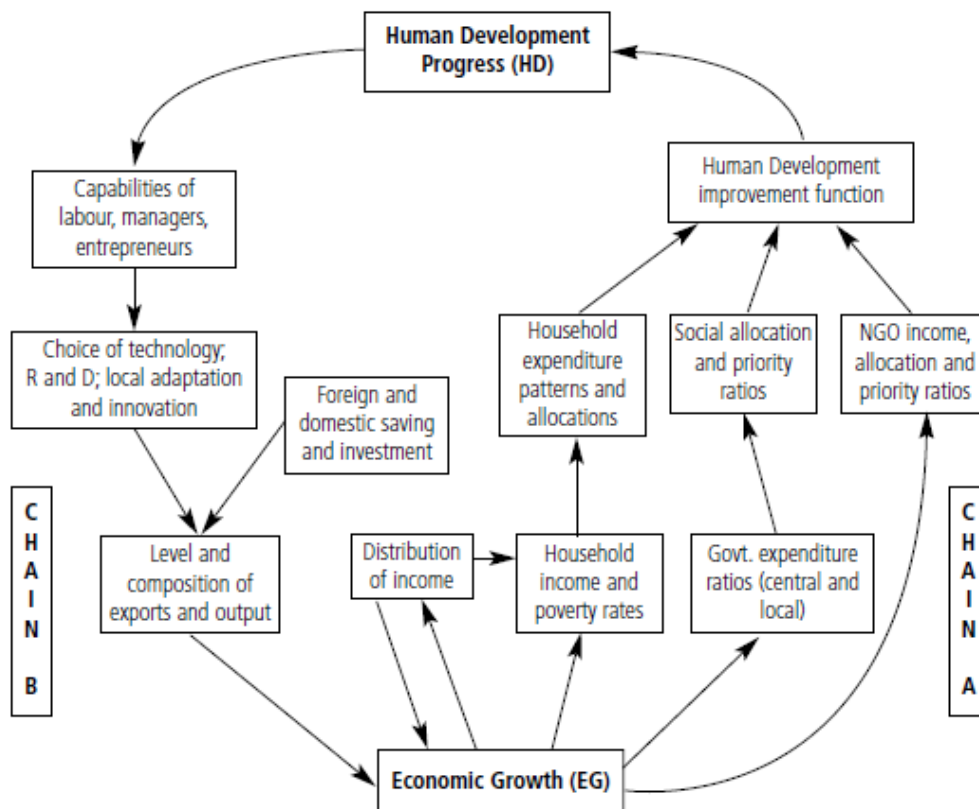 Human Development
Progress (HD)
Capabilities of
labour, managers,
entrepreneurs
Human Development
improvement function
Choice of technology;
R and D; local adaptation
and innovation
Foreign and
domestic saving
and investment
Household
expenditure
patterns and
allocations
Social allocation
and priority
ratios
NGO income,
allocation and
priority ratios
C
H
A
I
N
B
Level and
composition of
exports and output
Distribution
of income
Household
income and
poverty rates
Govt. expenditure
ratios (central and
local)
C
H
A
I
N
A
Economic Growth (EG)